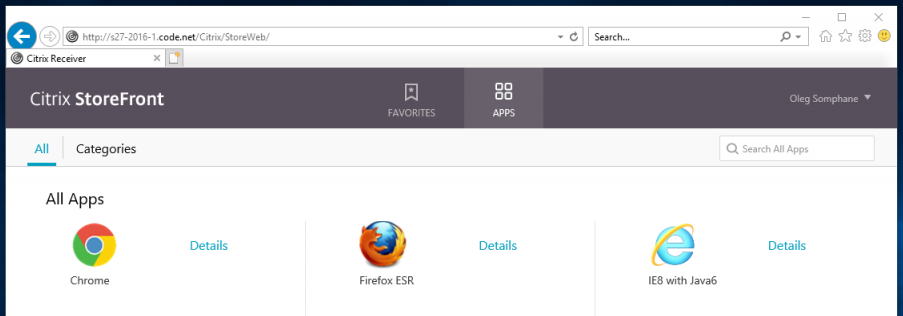 http://s27-2016-1.code.net/Citrix/StoreWeb/
Search...
Citrix Receiver
Citrix StoreFront
FAVORITES
APPS
Oleg Somphane
All
Categories
Search All Apps
All Apps
Details
Details
Details
Chrome
Firefox ESR
IE8 with Java6